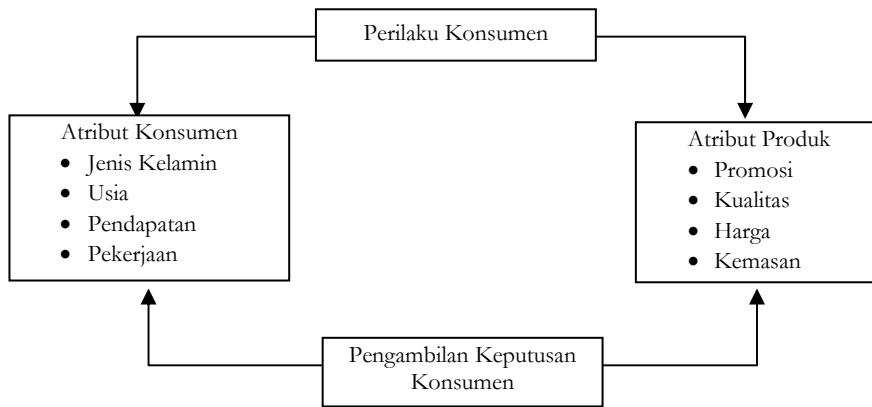 Perilaku Konsumen
Atribut Konsumen
• Jenis Kelamin
• Usia
• Pendapatan
• Pekerjaan
Atribut Produk
• Promosi
• Kualitas
• Harga
• Kemasan
Pengambilan Keputusan
Konsumen